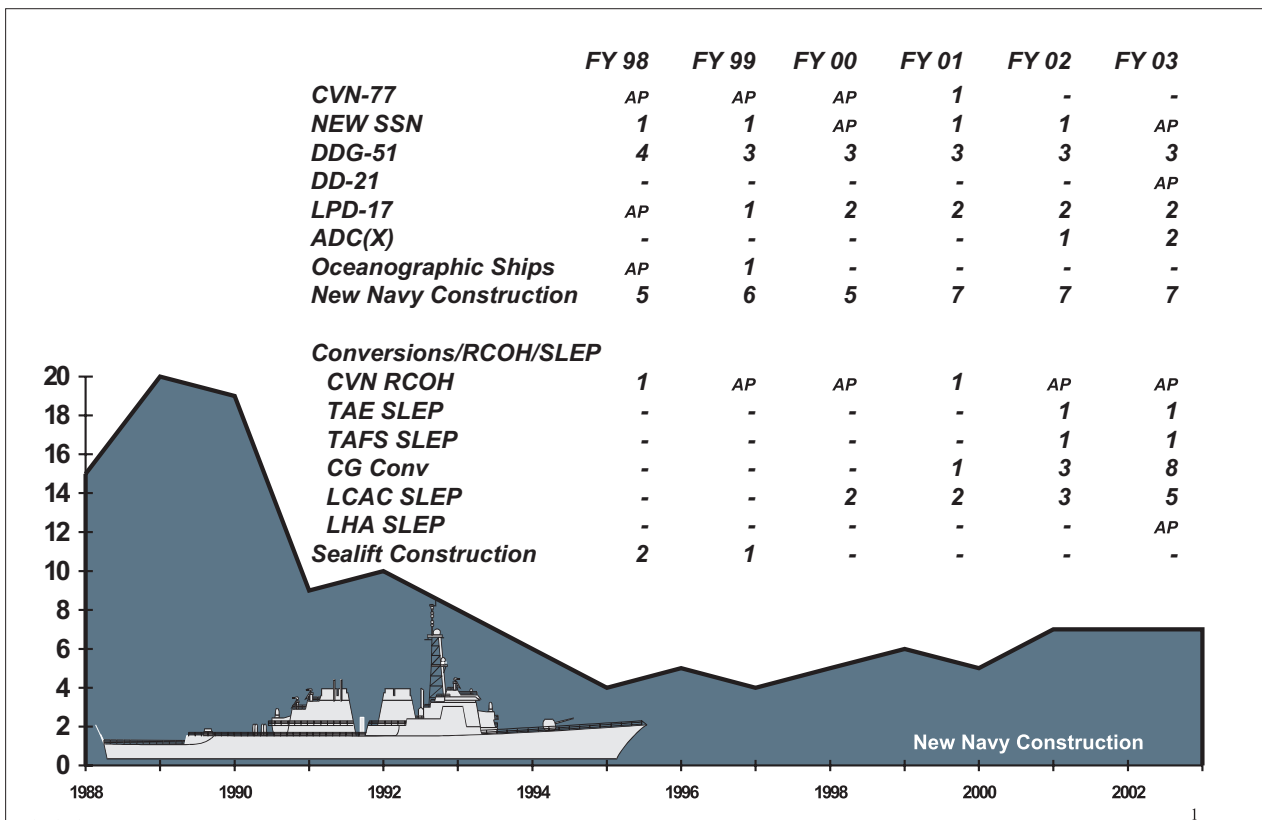 FY 98 FY 99 FY 00 FY 01 FY 02 FY 03
CVN-77 AP AP AP 1 - -
NEW SSN 1 1 AP 1 1 AP
DDG-51 4 3 3 3 3 3
DD-21 - - - - - AP
LPD-17 AP 1 2 2 2 2
ADC(X) - - - - 1 2
Oceanographic Ships AP 1 - - - -
New Navy Construction 5 6 5 7 7 7
Conversions/RCOH/SLEP
CVN RCOH 1 AP AP 1 AP AP
TAE SLEP - - - - 1 1
TAFS SLEP - - - - 1 1
CG Conv - - - 1 3 8
LCAC SLEP - - 2 2 3 5
LHA SLEP - - - - - AP
Sealift Construction 2 1 - - - -
20
18
16
14
12
10
8
6
4
2
0
New Navy Construction
1988 1990 1992 1994 1996 1998 2000 2002
1